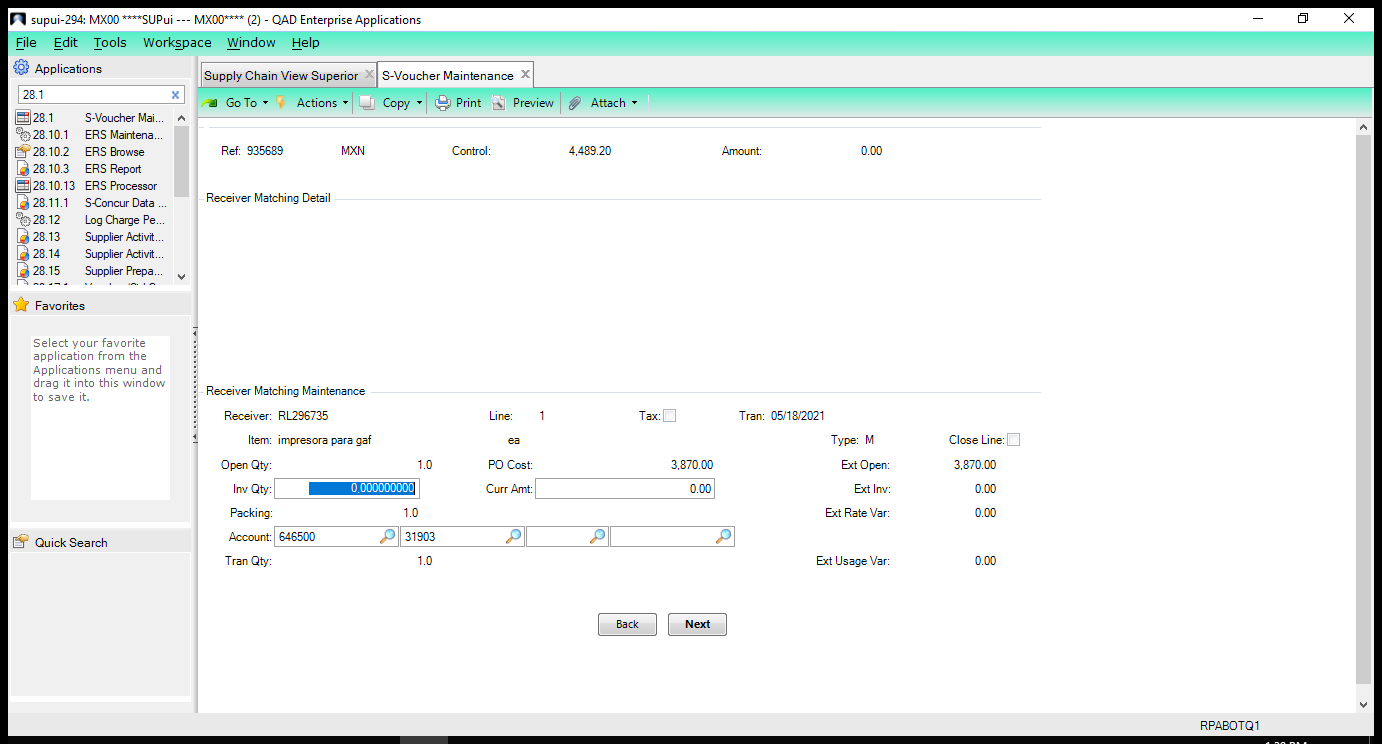 supui-294: MX00 ****SUPui --- MX00**** (2) - QAD Enterprise Applications
File Edit Tools Workspace Window Help
Applications
28.1
28.1 S-Voucher Mai...
28.10.1 ERS Maintena...
28.10.2 ERS Browse
28.10.3 ERS Report
28.10.13 ERS Processor
28.11.1 S-Concur Data ...
28.12 Log Charge Pe...
28.13 Supplier Activit...
28.14 Supplier Activit...
28.15 Supplier Prepa...
Favorites
Select your favorite
application from the
Applications menu and
drag it into this window
to save it.
Quick Search
Supply Chain View Superior S-Voucher Maintenance
Go To Actions Copy Print Preview Attach
Ref: 935689 MXN Control: 4,489.20 Amount: 0.00
Receiver Matching Detail
Receiver Matching Maintenance
Receiver: RL296735 Line: 1 Tax: Tran: 05/18/2021
Item: impresora para gaf ea Type: M Close Line:
Open Qty: 1.0 PO Cost: 3,870.00 Ext Open: 3,870.00
Inv Qty: 0.000000000 Curr Amt: 0.00 Ext Inv: 0.00
Packing: 1.0 Ext Rate Var: 0.00
Account: 646500 31903
Tran Qty: 1.0 Ext Usage Var: 0.00
Back Next
RPABOTQ1